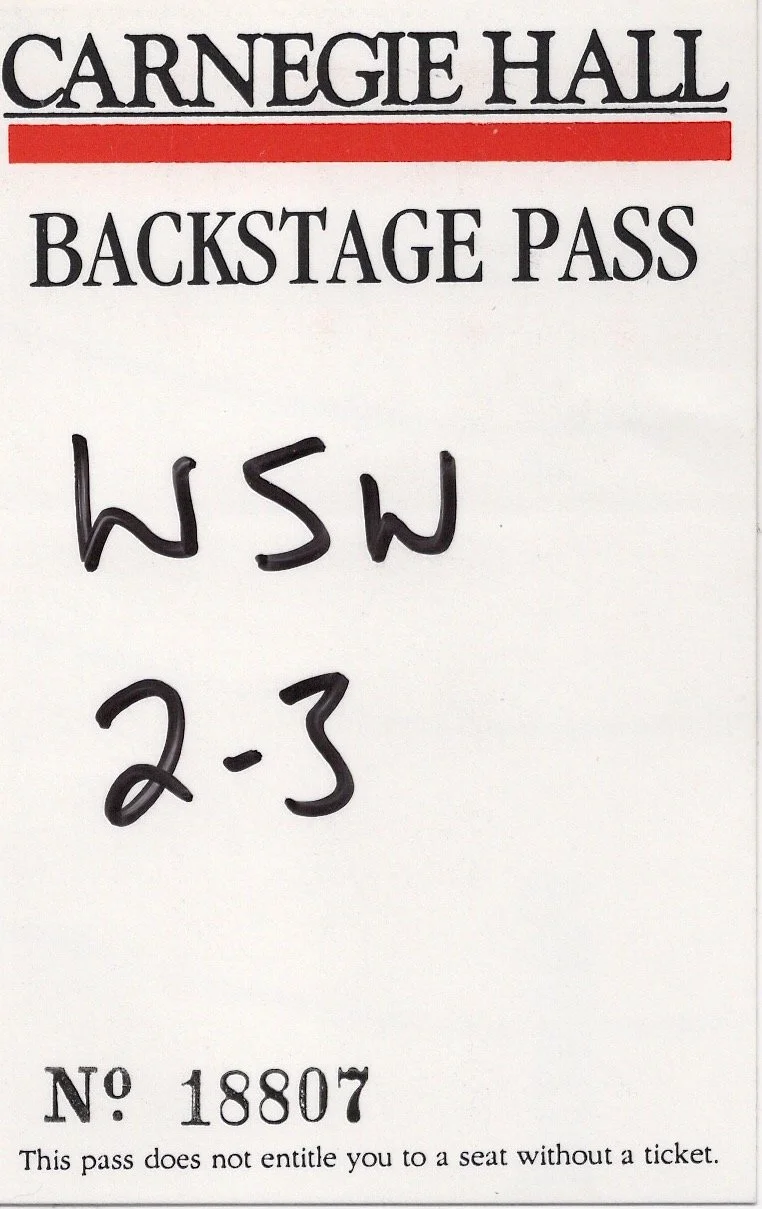 CARNEGIE HALL
BACKSTAGE PASS
WSW
2-3
Nº 18807
This pass does not entitle you to a seat without a ticket.